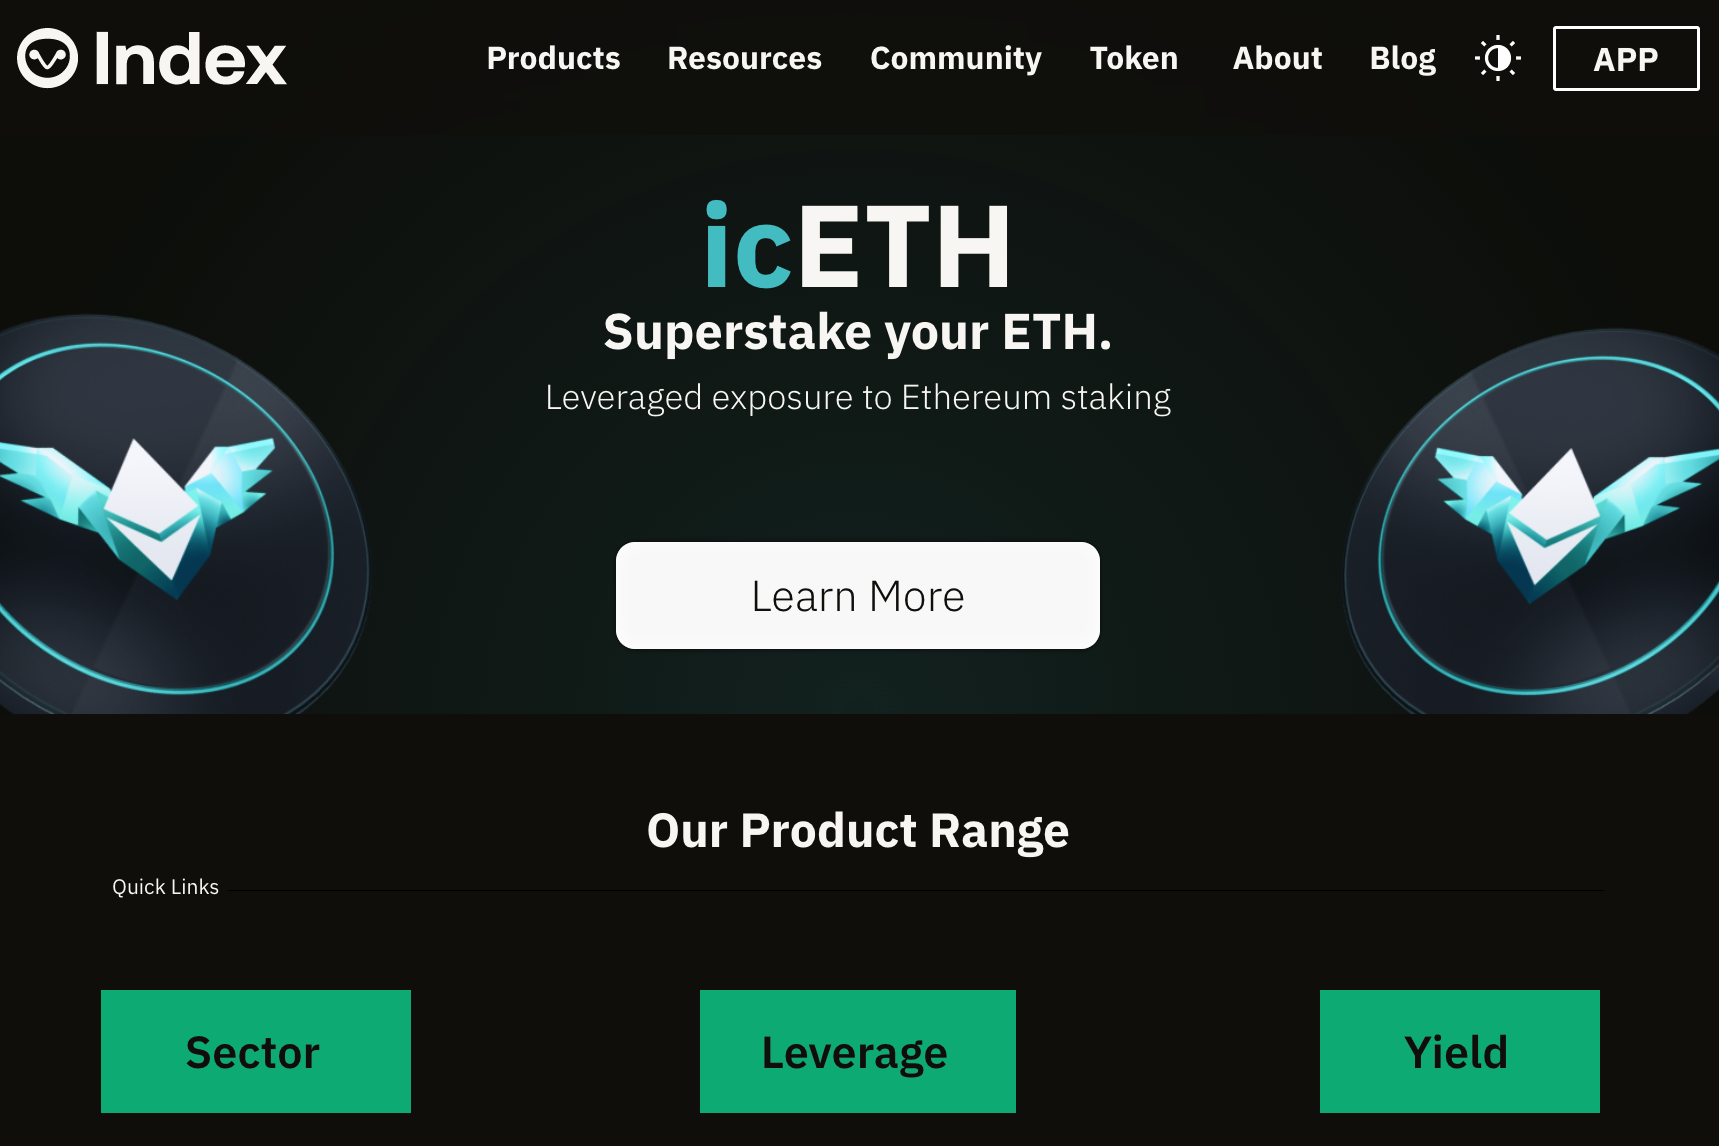 Index
Products Resources Community Token About Blog APP
icETH
Superstake your ETH.
Leveraged exposure to Ethereum staking
Learn More
Our Product Range
Quick Links
Sector Leverage Yield